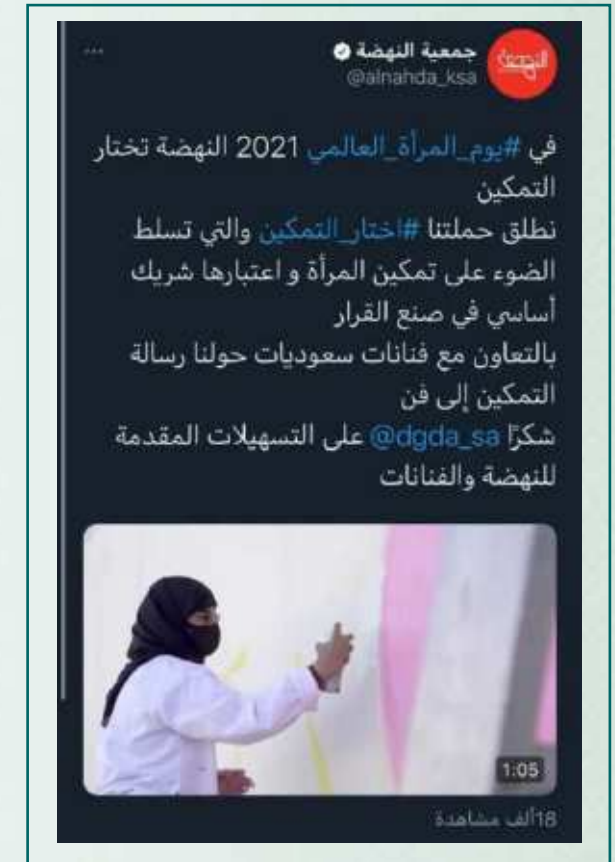 جمعية النهضة
@alnahda_ksa
النهضة
في #يوم_المرأة_العالمي 2021 النهضة تختار
التمكين
نطلق حملتنا #اختار_التمكين والتي تسلط
الضوء على تمكين المرأة و اعتبارها شريك
أساسي في صنع القرار
بالتعاون مع فنانات سعوديات حولنا رسالة
التمكين إلى فن
شكرًا @dgda_sa على التسهيلات المقدمة
للنهضة والفنانات
1:05
18ألف مشاهدة